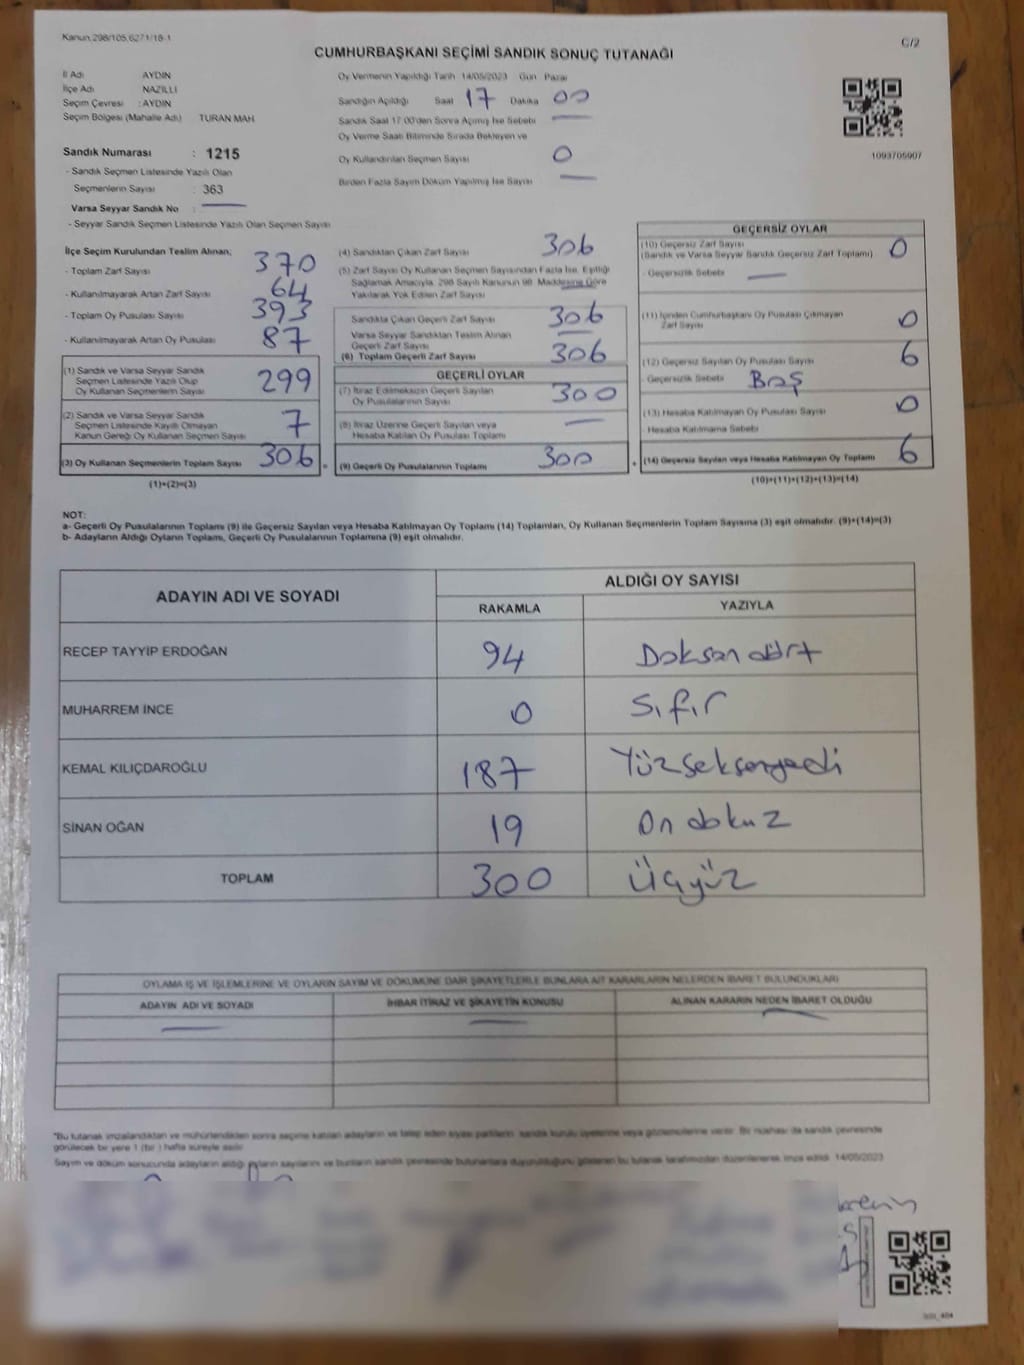 Kanun,298/105,6271/18-1
C/2
CUMHURBAŞKANI SEÇİMİ SANDIK SONUÇ TUTANAĞI
İl Adı AYDIN
İlçe Adı NAZİLLİ
Seçim Çevresi : AYDIN
Seçim Bölgesi (Mahalle Adı) TURAN MAH.
Sandık Numarası : 1215
- Sandık Seçmen Listesinde Yazılı Olan
Seçmenlerin Sayısı : 363
Varsa Seyyar Sandık No :
- Seyyar Sandık Seçmen Listesinde Yazılı Olan Seçmen Sayısı
Oy Vermenin Yapıldığı Tarih 14/05/2023 Gün Pazar
Sandığın Açıldığı Saat 17 Dakika 00
Sandık Saat 17:00'den Sonra Açımış İse Sebebi
Oy Verme Saati Bitiminde Sırada Bekleyen ve
Oy Kullandırılan Seçmen Sayısı 0
Birden Fazla Sayım Döküm Yapılmış İse Sayısı
1093705907
İlçe Seçim Kurulundan Teslim Alınan;
- Toplam Zarf Sayısı 370
- Kullanılmayarak Artan Zarf Sayısı 64
- Toplam Oy Pusulası Sayısı 393
- Kullanılmayarak Artan Oy Pusulası 87
(1) Sandık ve Varsa Seyyar Sandık
Seçmen Listesinde Yazılı Olup
Oy Kullanan Seçmenlerin Sayısı 299
(2) Sandık ve Varsa Seyyar Sandık
Seçmen Listesinde Kayıtlı Olmayan
Kanun Gereği Oy Kullanan Seçmen Sayısı 7
(3) Oy Kullanan Seçmenlerin Toplam Sayısı 306 =
(1)+(2)=(3)
(4) Sandıktan Çıkan Zarf Sayısı 306
(5) Zarf Sayısı Oy Kullanan Seçmen Sayısından Fazla İse, Eşitliği
Sağlamak Amacıyla, 298 Sayılı Kanunun 98. Maddesine Göre
Yakılarak Yok Edilen Zarf Sayısı
Sandıkta Çıkan Geçerli Zarf Sayısı 306
Varsa Seyyar Sandıktan Teslim Alınan
Geçerli Zarf Sayısı
(6) Toplam Geçerli Zarf Sayısı 306
GEÇERLİ OYLAR
(7) İtiraz Edilmeksizin Geçerli Sayılan
Oy Pusulalarının Sayısı 300
(8) İtiraz Üzerine Geçerli Sayılan veya
Hesaba Katılan Oy Pusulası Toplamı
(9) Geçerli Oy Pusulalarının Toplamı 300 +
GEÇERSİZ OYLAR
(10) Geçersiz Zarf Sayısı 0
(Sandık ve Varsa Seyyar Sandık Geçersiz Zarf Toplamı)
- Geçersizlik Sebebi
(11) İçinden Cumhurbaşkanı Oy Pusulası Çıkmayan
Zarf Sayısı 0
(12) Geçersiz Sayılan Oy Pusulası Sayısı 6
- Geçersizlik Sebebi Boş
(13) Hesaba Katılmayan Oy Pusulası Sayısı 0
- Hesaba Katılmama Sebebi
(14) Geçersiz Sayılan veya Hesaba Katılmayan Oy Toplamı 6
(10)+(11)+(12)+(13)=(14)
NOT:
a- Geçerli Oy Pusulalarının Toplamı (9) ile Geçersiz Sayılan veya Hesaba Katılmayan Oy Toplamı (14) Toplamları, Oy Kullanan Seçmenlerin Toplam Sayısına (3) eşit olmalıdır. (9)+(14)=(3)
b- Adayların Aldığı Oyların Toplamı, Geçerli Oy Pusulalarının Toplamına (9) eşit olmalıdır.
ADAYIN ADI VE SOYADI ALDIĞI OY SAYISI
RAKAMLA YAZIYLA
RECEP TAYYİP ERDOĞAN 94 Doksan dört
MUHARREM İNCE 0 Sıfır
KEMAL KILIÇDAROĞLU 187 Yüzseksenyedi
SİNAN OĞAN 19 On dokuz
TOPLAM 300 Üçyüz
OYLAMA İŞ VE İŞLEMLERİNE VE OYLARIN SAYIM VE DÖKÜMÜNE DAİR ŞİKAYETLERLE BUNLARA AİT KARARLARIN NELERDEN İBARET BULUNDUKLARI
ADAYIN ADI VE SOYADI İHBAR İTİRAZ VE ŞİKAYETİN KONUSU ALINAN KARARIN NEDEN İBARET OLDUĞU
*Bu tutanak imzalandıktan ve mühürlendikten sonra seçime katılan adayların ve talep eden siyasi partilerin sandık kurulu üyelerine veya gözlemcilerine verilir. Bir nüshası da sandık çevresinde
görülecek bir yere 1 (bir ) hafta süreyle asılır.
Sayım ve döküm sonucunda adayların aldığı oyların sayılarını ve bunların sandık çevresinde bulunanlara duyurulduğunu gösteren bu tutanak tarafımızdan düzenlenerek imza edildi. 14/05/2023